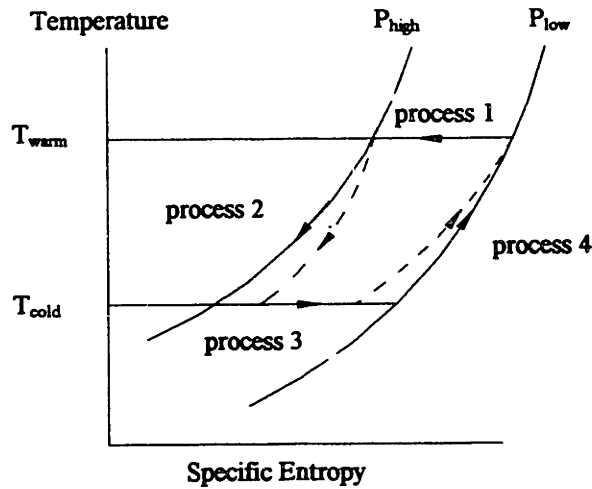 Temperature
P_high
P_low
process 1
T_warm
process 2
process 4
T_cold
process 3
Specific Entropy